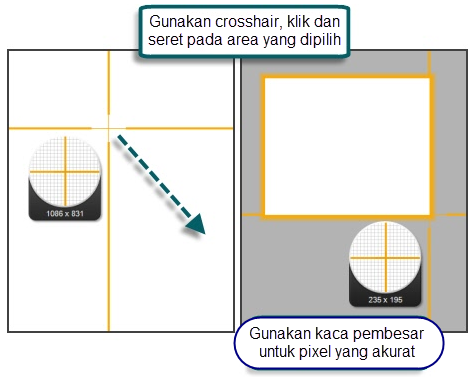 Gunakan crosshair, klik dan
seret pada area yang dipilih
1086 x 831
235 x 195
Gunakan kaca pembesar
untuk pixel yang akurat